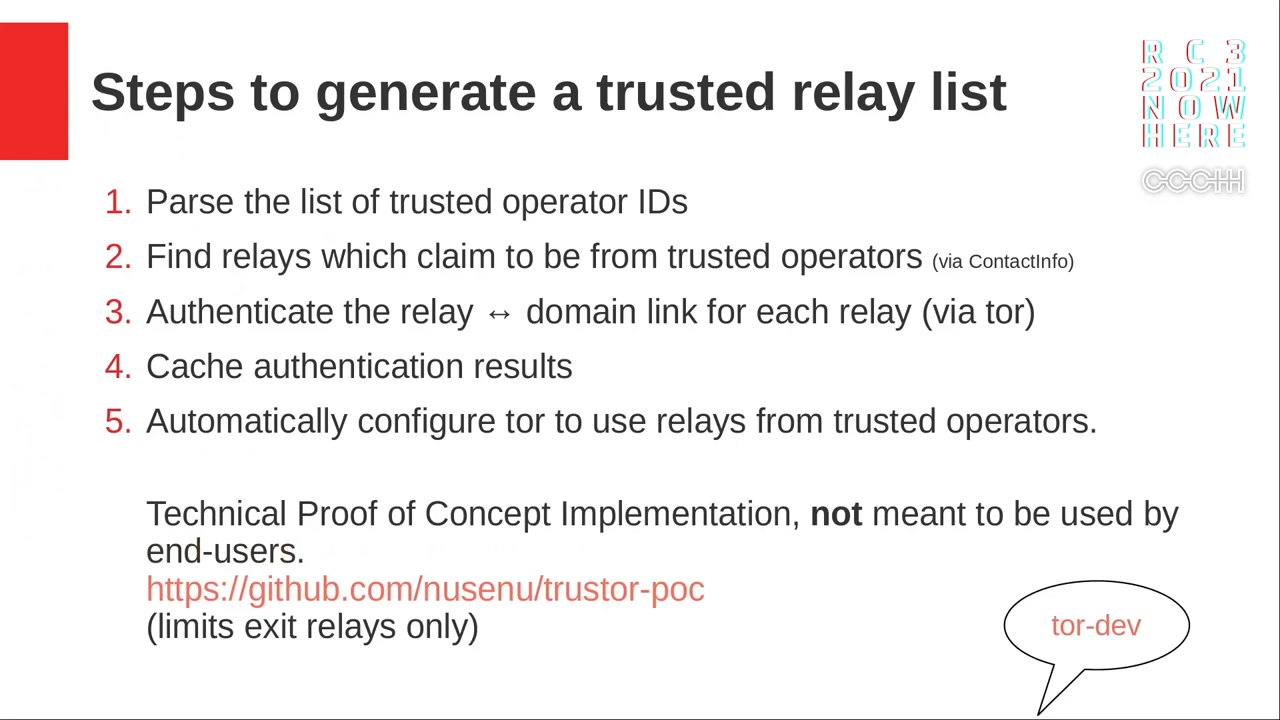 Steps to generate a trusted relay list
R C 3
2021
NOW
HERE
CCCHH
1. Parse the list of trusted operator IDs
2. Find relays which claim to be from trusted operators (via ContactInfo)
3. Authenticate the relay ↔ domain link for each relay (via tor)
4. Cache authentication results
5. Automatically configure tor to use relays from trusted operators.
Technical Proof of Concept Implementation, not meant to be used by
end-users.
https://github.com/nusenu/trustor-poc
(limits exit relays only)
tor-dev